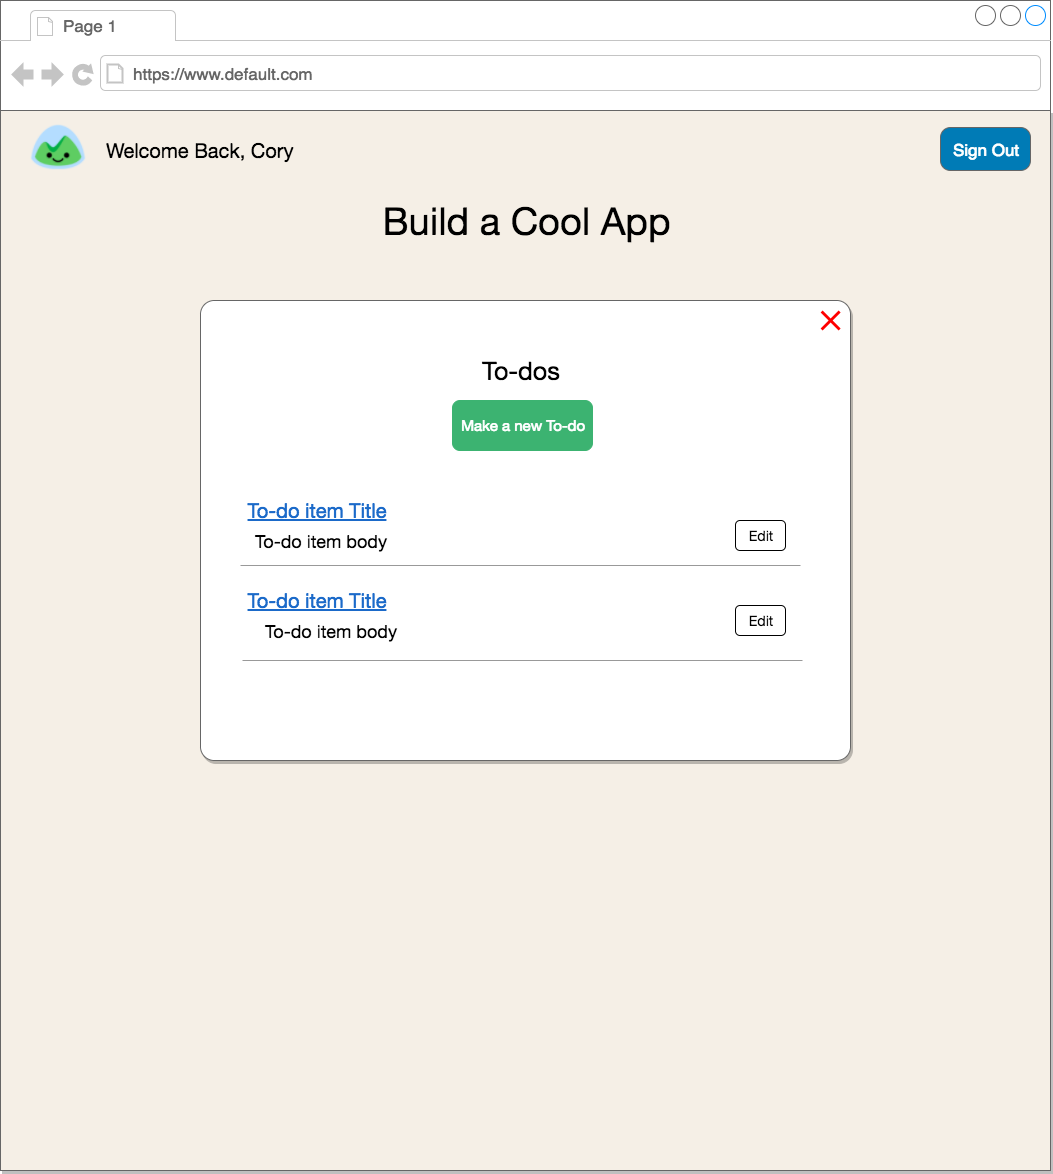 Page 1
https://www.default.com
Welcome Back, Cory
Sign Out
Build a Cool App
To-dos
Make a new To-do
To-do item Title
To-do item body
Edit
To-do item Title
To-do item body
Edit